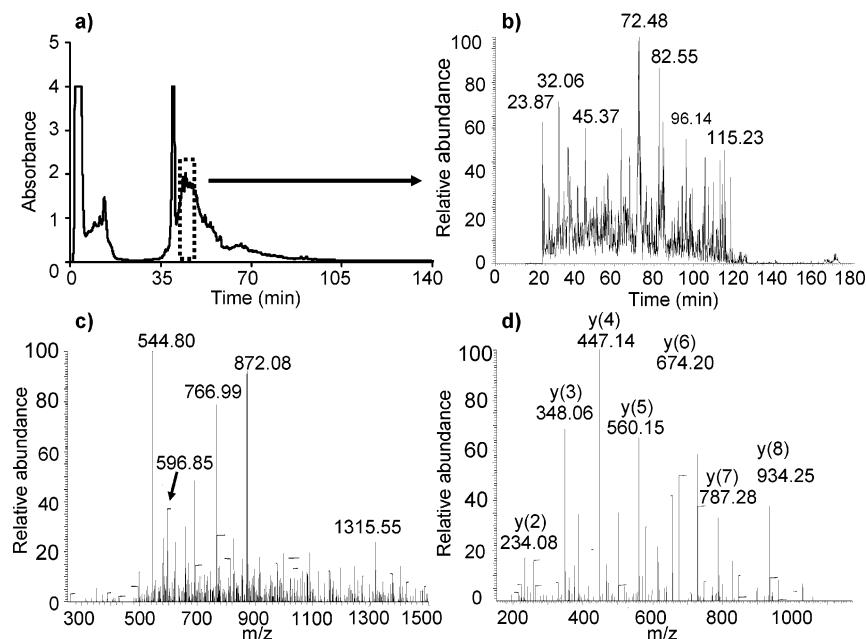 a)
5
4
3
2
1
0
Absorbance
0 35 70 105 140
Time (min)
b)
100
80
60
40
20
0
Relative abundance
72.48
82.55
32.06
23.87
45.37
96.14
115.23
0 20 40 60 80 100 120 140 160 180
Time (min)
c)
100
80
60
40
20
0
Relative abundance
544.80
872.08
766.99
596.85
1315.55
300 500 700 900 1100 1300 1500
m/z
d)
100
80
60
40
20
0
Relative abundance
y(4)
447.14
y(6)
674.20
y(3)
348.06
y(5)
560.15
y(8)
934.25
y(7)
787.28
y(2)
234.08
200 400 600 800 1000
m/z